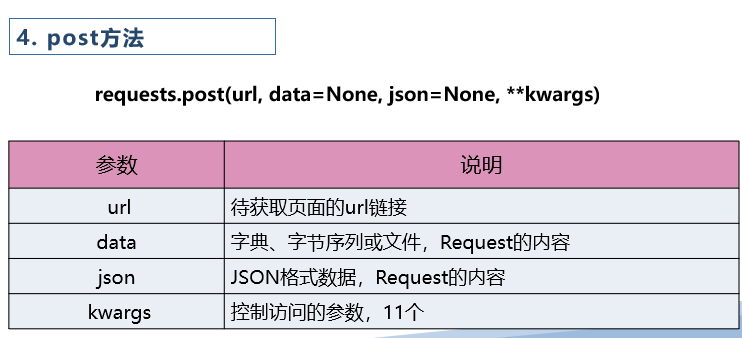 4. post方法
requests.post(url, data=None, json=None, **kwargs)
参数 说明
url 待获取页面的url链接
data 字典、字节序列或文件，Request的内容
json JSON格式数据，Request的内容
kwargs 控制访问的参数，11个